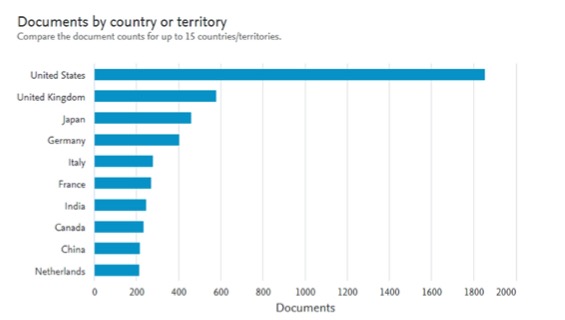 Documents by country or territory
Compare the document counts for up to 15 countries/territories.
United States
United Kingdom
Japan
Germany
Italy
France
India
Canada
China
Netherlands
0 200 400 600 800 1000 1200 1400 1600 1800 2000
Documents